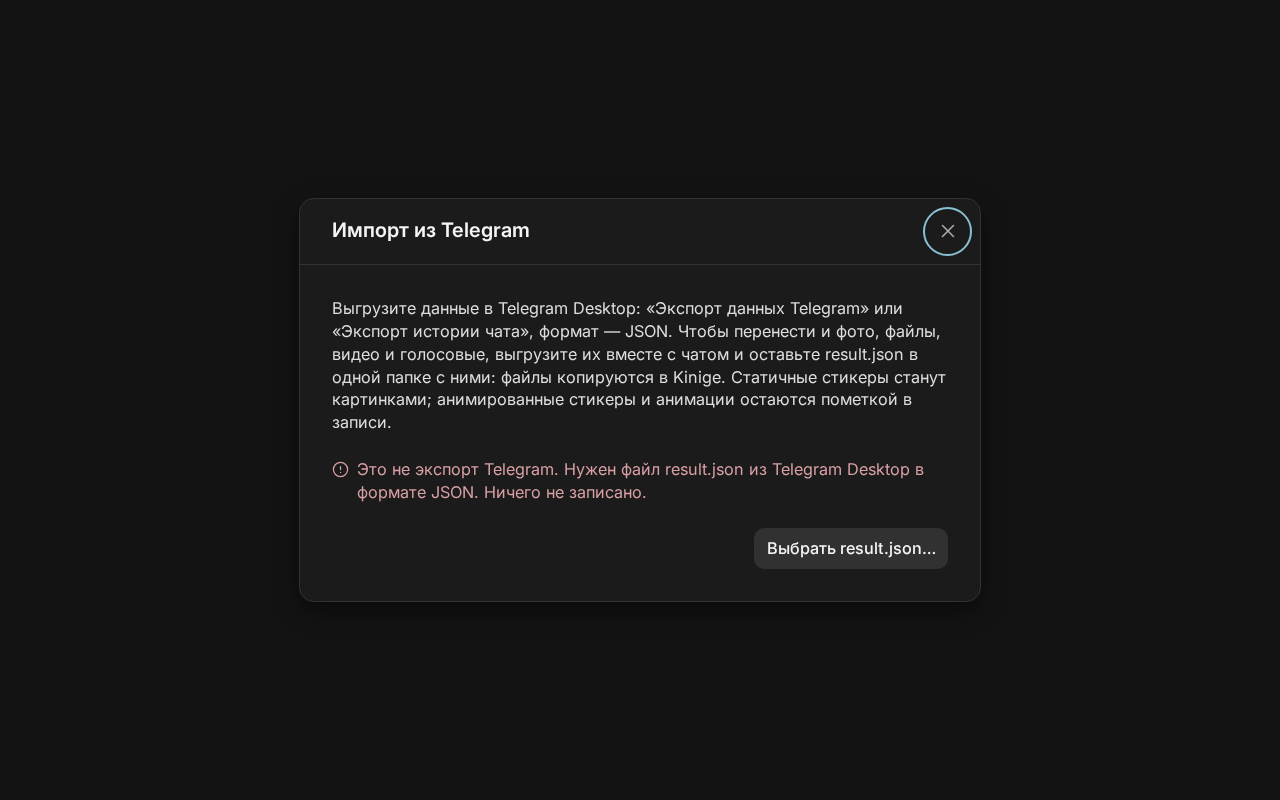 Импорт из Telegram
Выгрузите данные в Telegram Desktop: «Экспорт данных Telegram» или
«Экспорт истории чата», формат — JSON. Чтобы перенести и фото, файлы,
видео и голосовые, выгрузите их вместе с чатом и оставьте result.json в
одной папке с ними: файлы копируются в Kinige. Статичные стикеры станут
картинками; анимированные стикеры и анимации остаются пометкой в
записи.
Это не экспорт Telegram. Нужен файл result.json из Telegram Desktop в
формате JSON. Ничего не записано.
Выбрать result.json…